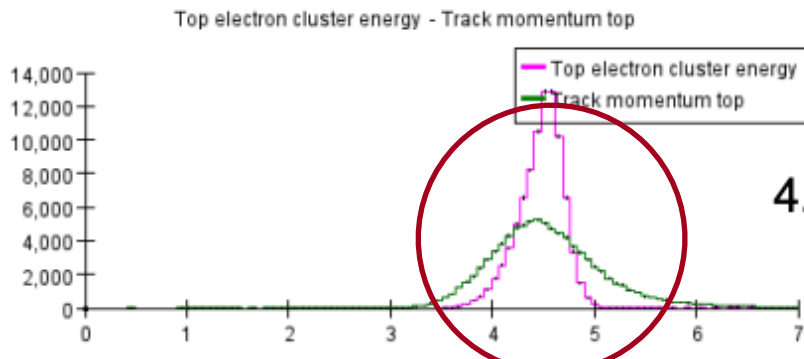 Top electron cluster energy - Track momentum top
Top electron cluster energy
Track momentum top
14,000
12,000
10,000
8,000
6,000
4,000
2,000
0
4.
0 1 2 3 4 5 6 7